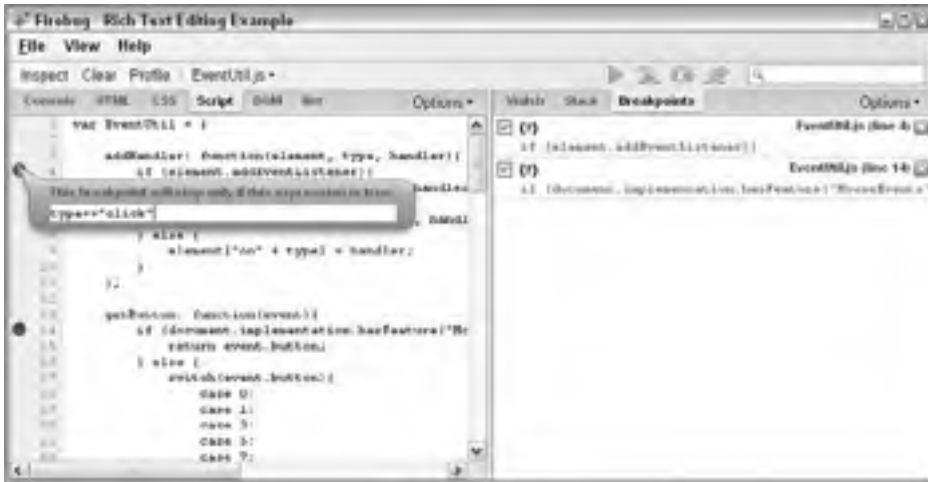 Firebug - Rich Text Editing Example
File View Help
Inspect Clear Profile EventUtil.js
Console HTML CSS Script DOM Net Options
Watch Stack Breakpoints Options
var EventUtil = {
addHandler: function(element, type, handler){
if (element.addEventListener){
This breakpoint will stop only if this expression is true:
type=="click"
} else {
element["on" + type] = handler;
}
},
getButton: function(event){
14 if (document.implementation.hasFeature("Mo
return event.button;
} else {
switch(event.button){
case 0:
case 1:
case 3:
case 5:
case 7:
(?) EventUtil.js (line 4)
if (element.addEventListener){
(?) EventUtil.js (line 14)
if (document.implementation.hasFeature("MouseEvents"